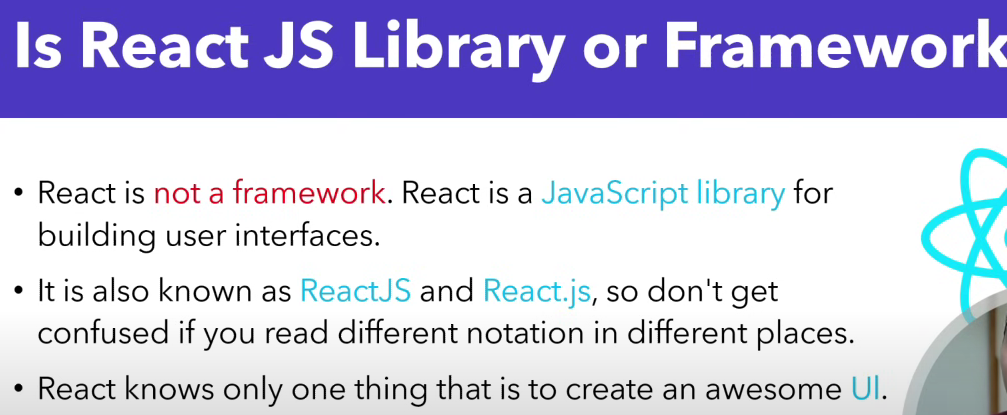 Is React JS Library or Framework
• React is not a framework. React is a JavaScript library for
building user interfaces.
• It is also known as ReactJS and React.js, so don't get
confused if you read different notation in different places.
• React knows only one thing that is to create an awesome UI.